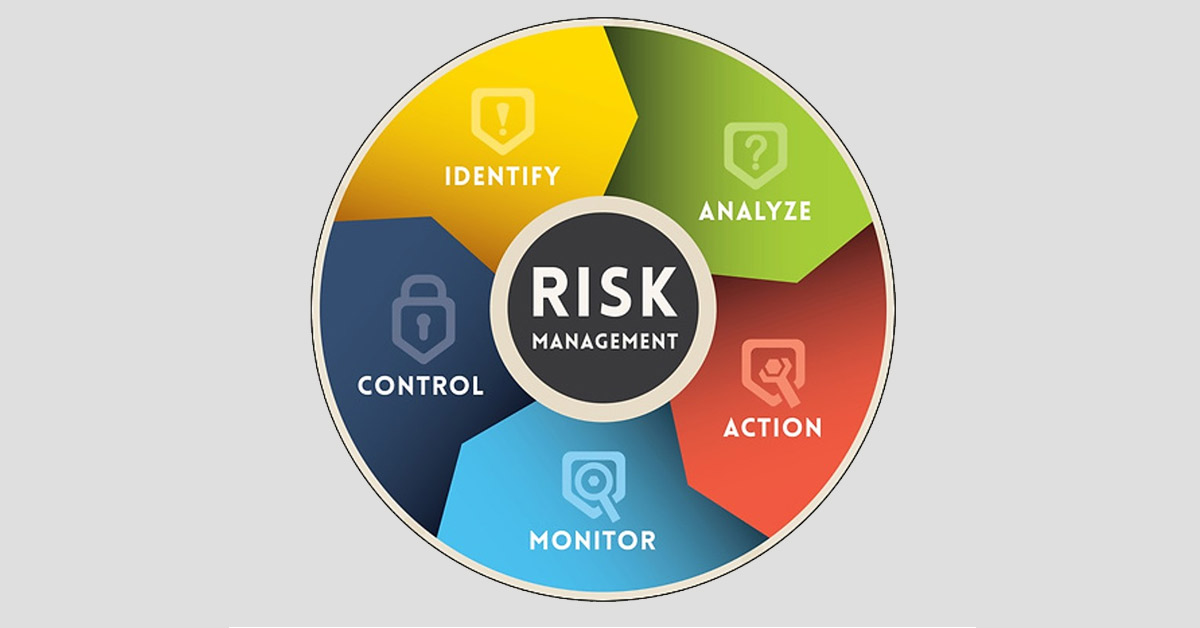 RISK
MANAGEMENT
IDENTIFY
ANALYZE
ACTION
MONITOR
CONTROL